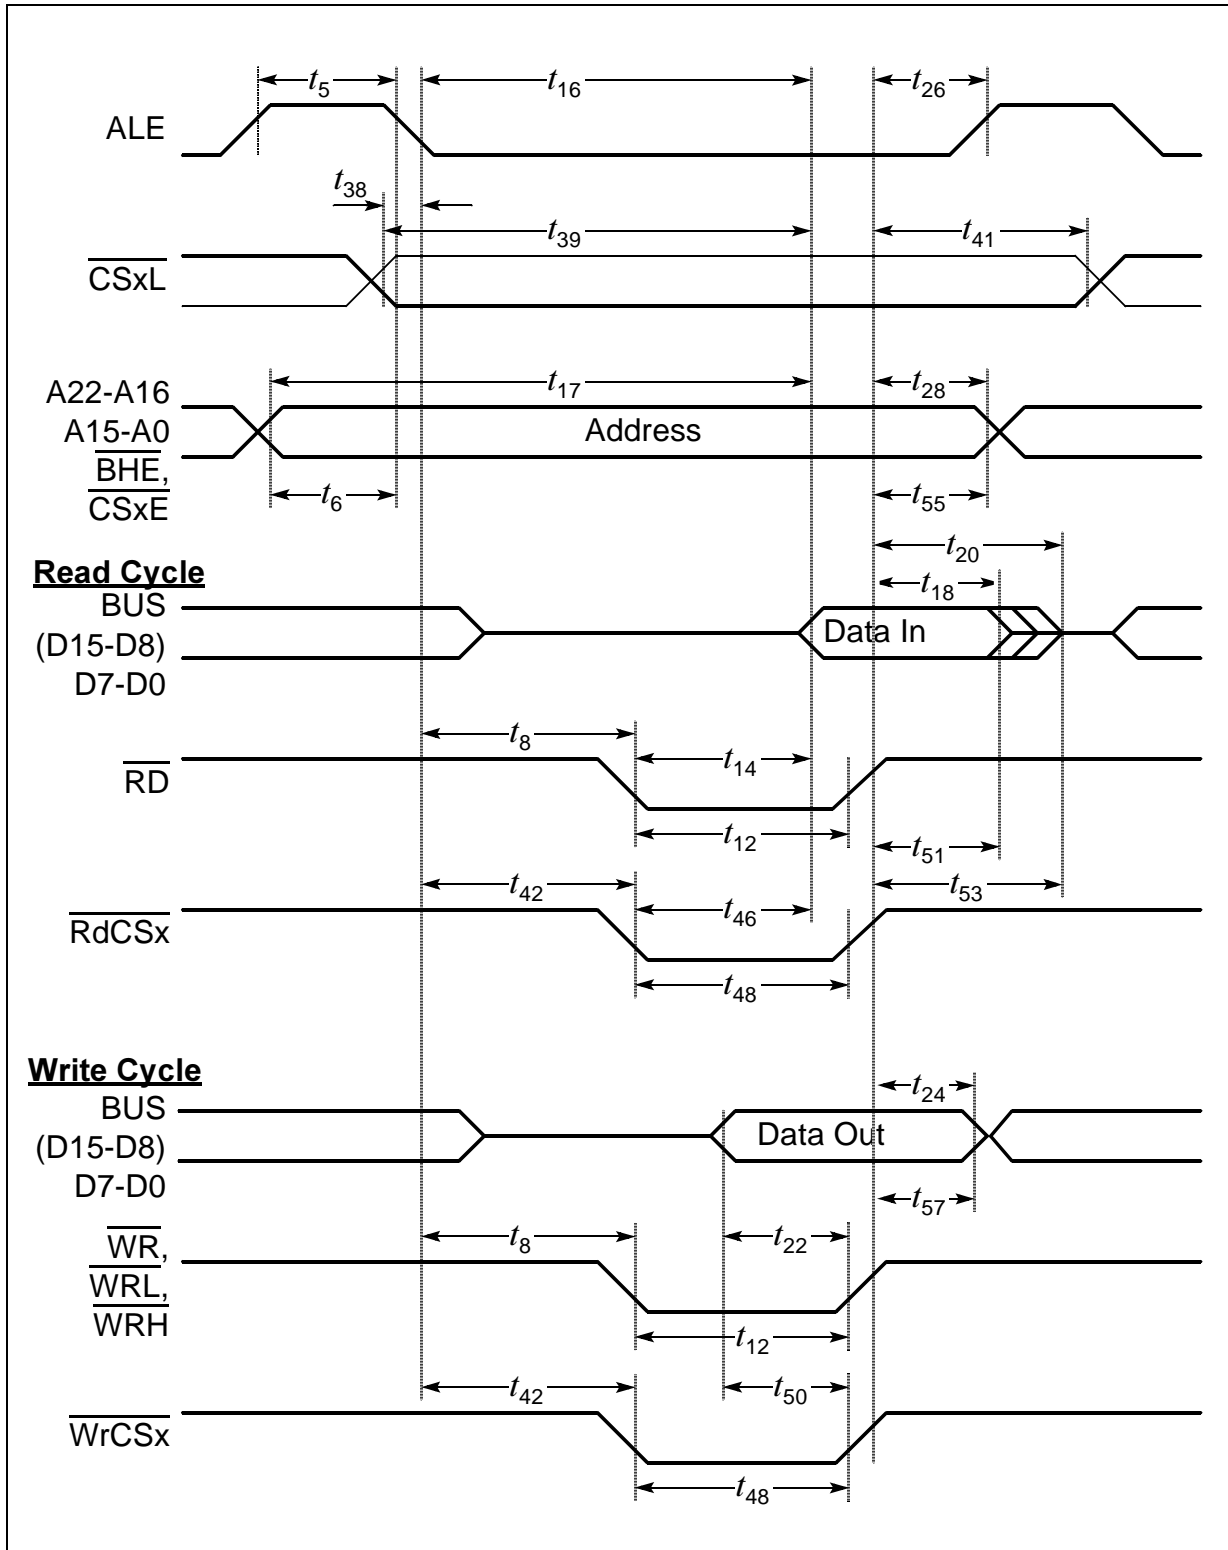 t5
t16
t26
ALE
t38
t39
t41
CSxL
t17
t28
A22-A16
A15-A0
Address
BHE,
CSxE
t6
t55
t20
Read Cycle
t18
BUS
(D15-D8)
D7-D0
Data In
t8
t14
RD
t12
t51
t42
t53
t46
RdCSx
t48
Write Cycle
t24
BUS
(D15-D8)
D7-D0
Data Out
t57
t8
t22
WR,
WRL,
WRH
t12
t42
t50
WrCSx
t48